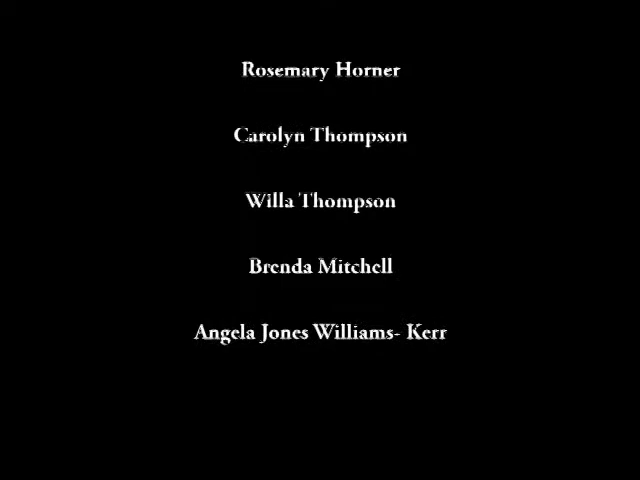 Rosemary Horner
Carolyn Thompson
Willa Thompson
Brenda Mitchell
Angela Jones Williams- Kerr